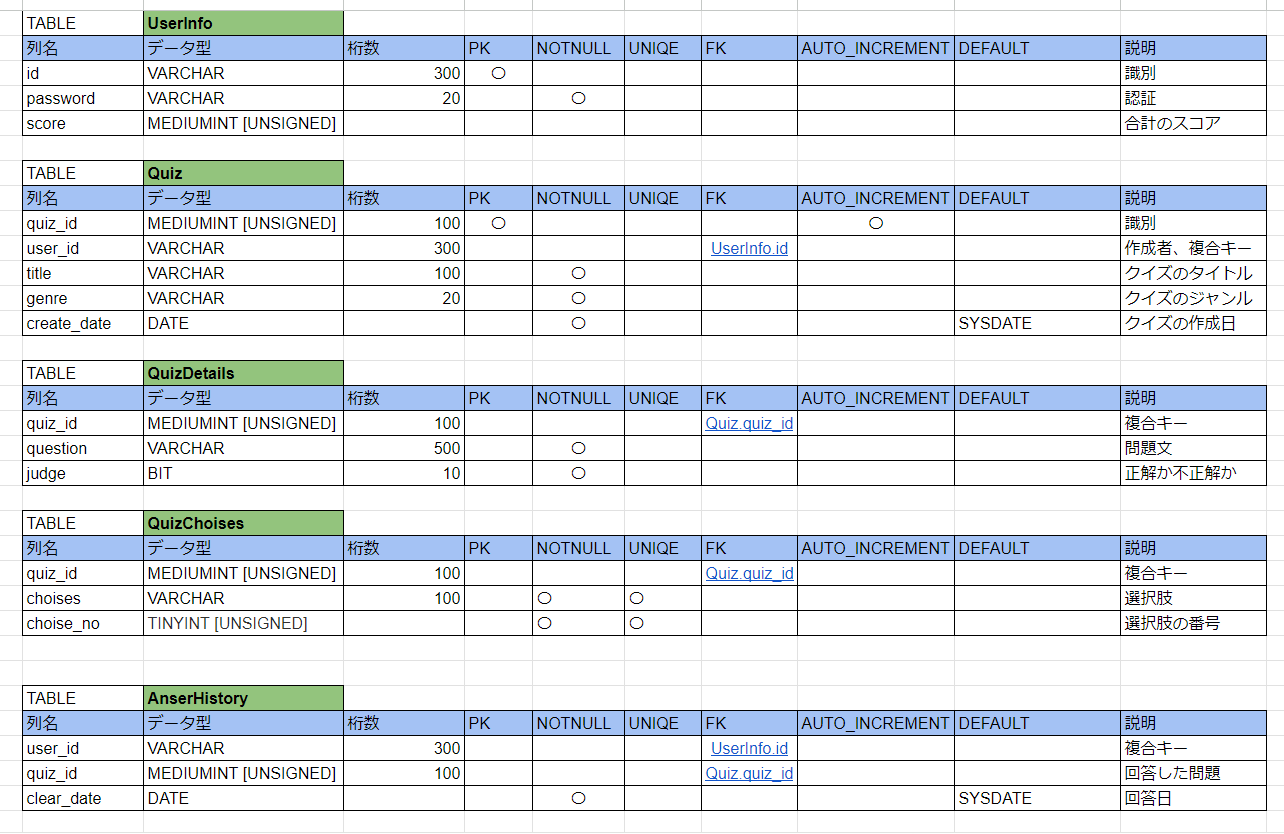 TABLE UserInfo
列名 データ型 桁数 PK NOTNULL UNIQE FK AUTO_INCREMENT DEFAULT 説明
id VARCHAR 300 〇 識別
password VARCHAR 20 〇 認証
score MEDIUMINT [UNSIGNED] 合計のスコア
TABLE Quiz
列名 データ型 桁数 PK NOTNULL UNIQE FK AUTO_INCREMENT DEFAULT 説明
quiz_id MEDIUMINT [UNSIGNED] 100 〇 〇 識別
user_id VARCHAR 300 UserInfo.id 作成者、複合キー
title VARCHAR 100 〇 クイズのタイトル
genre VARCHAR 20 〇 クイズのジャンル
create_date DATE 〇 SYSDATE クイズの作成日
TABLE QuizDetails
列名 データ型 桁数 PK NOTNULL UNIQE FK AUTO_INCREMENT DEFAULT 説明
quiz_id MEDIUMINT [UNSIGNED] 100 Quiz.quiz_id 複合キー
question VARCHAR 500 〇 問題文
judge BIT 10 〇 正解か不正解か
TABLE QuizChoises
列名 データ型 桁数 PK NOTNULL UNIQE FK AUTO_INCREMENT DEFAULT 説明
quiz_id MEDIUMINT [UNSIGNED] 100 Quiz.quiz_id 複合キー
choises VARCHAR 100 〇 〇 選択肢
choise_no TINYINT [UNSIGNED] 〇 〇 選択肢の番号
TABLE AnserHistory
列名 データ型 桁数 PK NOTNULL UNIQE FK AUTO_INCREMENT DEFAULT 説明
user_id VARCHAR 300 UserInfo.id 複合キー
quiz_id MEDIUMINT [UNSIGNED] 100 Quiz.quiz_id 回答した問題
clear_date DATE 〇 SYSDATE 回答日